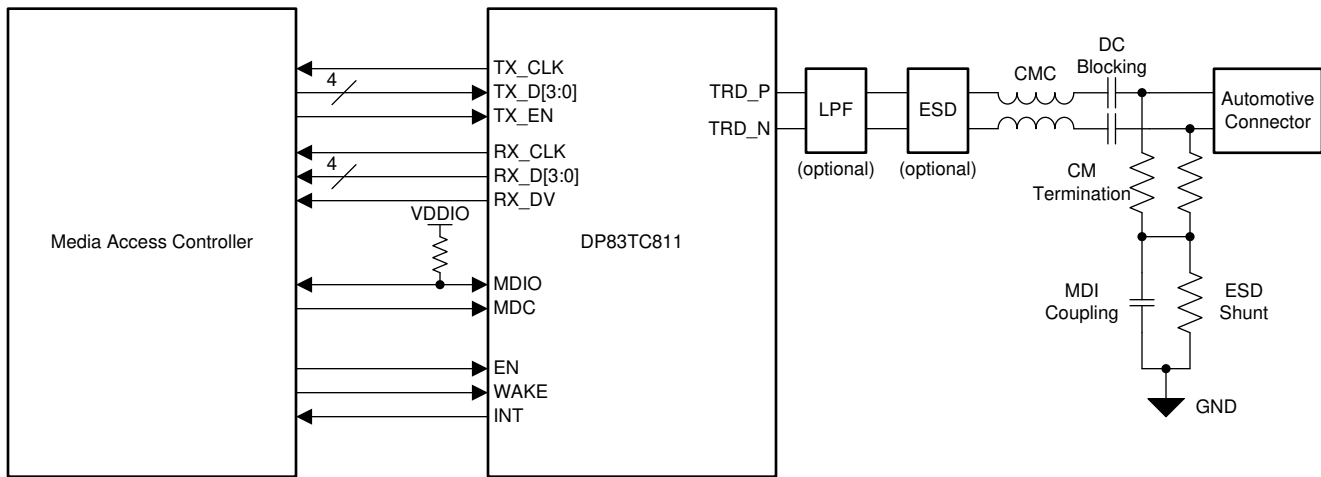 Media Access Controller
4
4
VDDIO
TX_CLK
TX_D[3:0]
TX_EN
RX_CLK
RX_D[3:0]
RX_DV
MDIO
MDC
EN
WAKE
INT
DP83TC811
TRD_P
TRD_N
LPF
(optional)
ESD
(optional)
CMC
DC
Blocking
Automotive
Connector
CM
Termination
MDI
Coupling
ESD
Shunt
GND